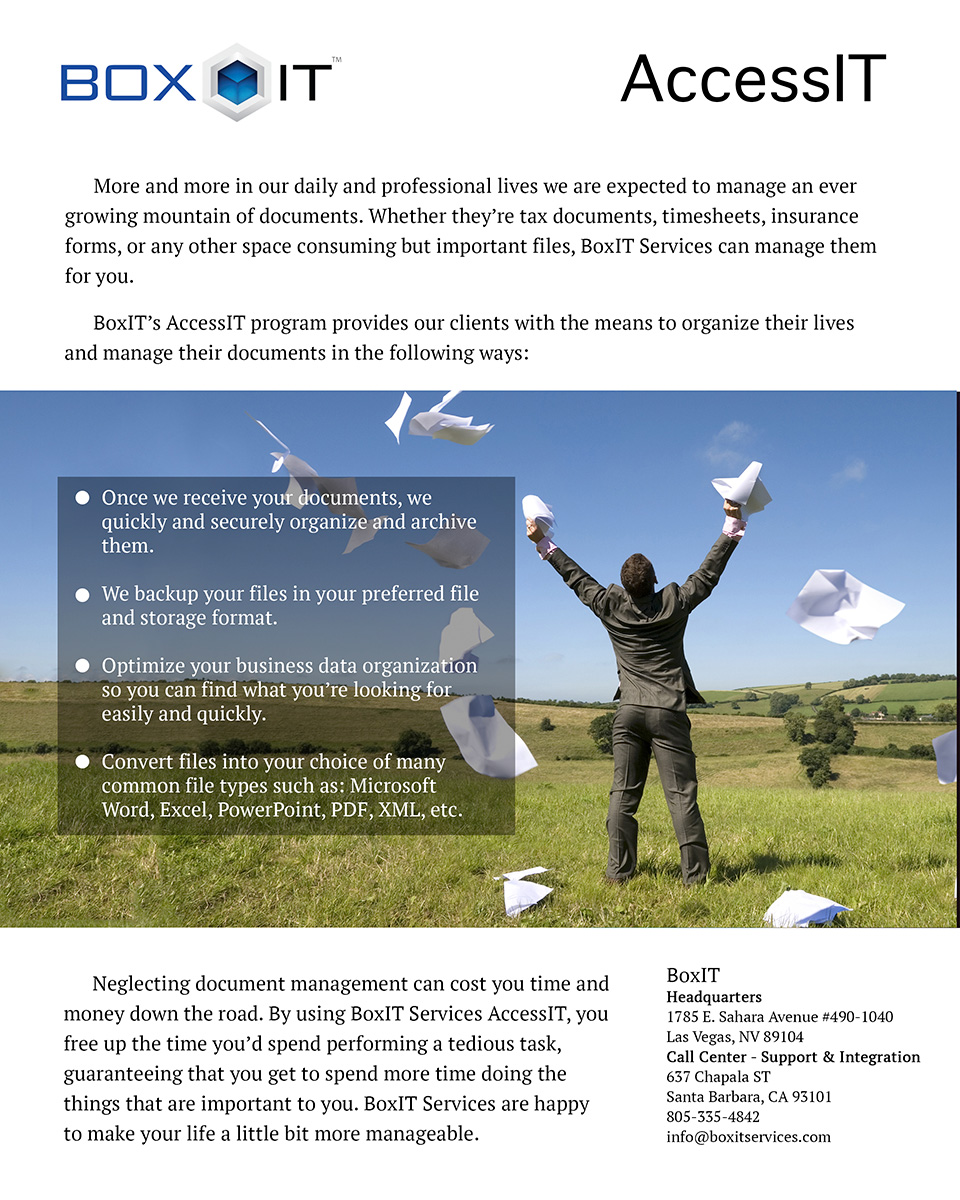 BOX IT™
AccessIT
More and more in our daily and professional lives we are expected to manage an ever
growing mountain of documents. Whether they’re tax documents, timesheets, insurance
forms, or any other space consuming but important files, BoxIT Services can manage them
for you.
BoxIT’s AccessIT program provides our clients with the means to organize their lives
and manage their documents in the following ways:
● Once we receive your documents, we
quickly and securely organize and archive
them.
● We backup your files in your preferred file
and storage format.
● Optimize your business data organization
so you can find what you’re looking for
easily and quickly.
● Convert files into your choice of many
common file types such as: Microsoft
Word, Excel, PowerPoint, PDF, XML, etc.
Neglecting document management can cost you time and
money down the road. By using BoxIT Services AccessIT, you
free up the time you’d spend performing a tedious task,
guaranteeing that you get to spend more time doing the
things that are important to you. BoxIT Services are happy
to make your life a little bit more manageable.
BoxIT
Headquarters
1785 E. Sahara Avenue #490-1040
Las Vegas, NV 89104
Call Center - Support & Integration
637 Chapala ST
Santa Barbara, CA 93101
805-335-4842
info@boxitservices.com